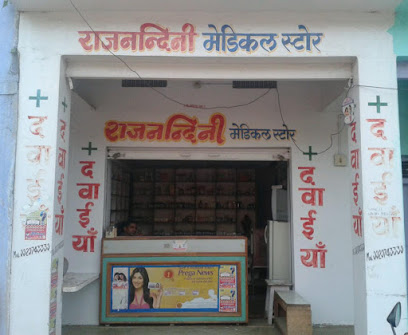 राजनन्दिनी मेडिकल स्टोर
राजनन्दिनी मेडिकल स्टोर
दवाईयाँ
दवाईयाँ
दवाईयाँ
दवाईयाँ
Prega News